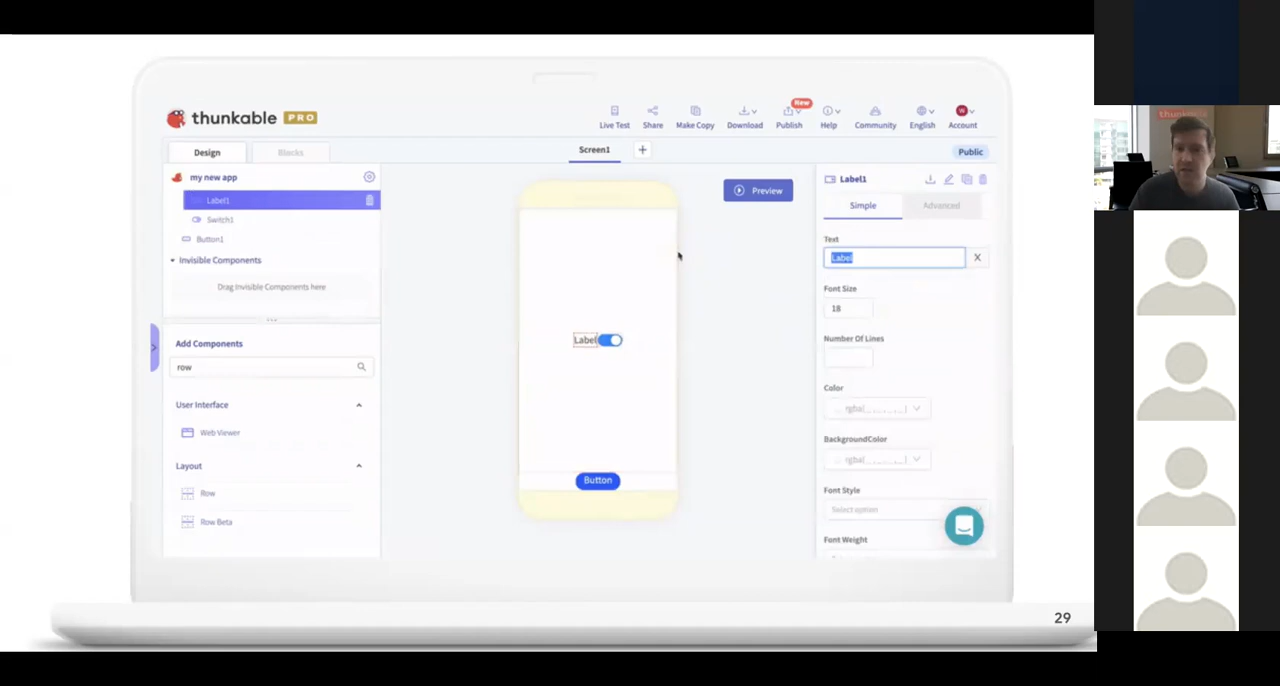 thunkable PRO
Live Test
Share
Make Copy
Download
New
Publish
Help
Community
English
W
Account
Design
Blocks
Screen1
+
Public
my new app
Label1
Switch1
Button1
Invisible Components
Drag Invisible Components here
Add Components
row
User Interface
Web Viewer
Layout
Row
Row Beta
Preview
Label
Button
Label1
Simple
Advanced
Text
Label
X
Font Size
18
Number Of Lines
Color
rgba(_,_,_,_)
BackgroundColor
rgba(_,_,_,_)
Font Style
Select option
Font Weight
29
thunkable